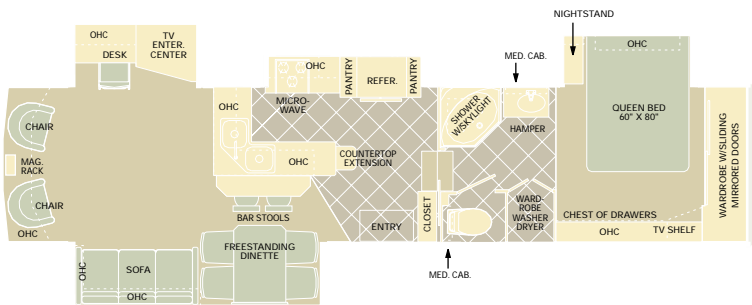 NIGHTSTAND
OHC
TV
ENTER.
CENTER
DESK
MED. CAB.
OHC
OHC
PANTRY
REFER.
PANTRY
MICRO-
WAVE
OHC
SHOWER
W/SKYLIGHT
HAMPER
QUEEN BED
60" X 80"
WARDROBE W/SLIDING
MIRRORED DOORS
CHAIR
MAG.
RACK
CHAIR
OHC
OHC
COUNTERTOP
EXTENSION
BAR STOOLS
ENTRY
CLOSET
WARD-
ROBE
WASHER
DRYER
CHEST OF DRAWERS
OHC
TV SHELF
FREESTANDING
DINETTE
OHC
SOFA
OHC
MED. CAB.